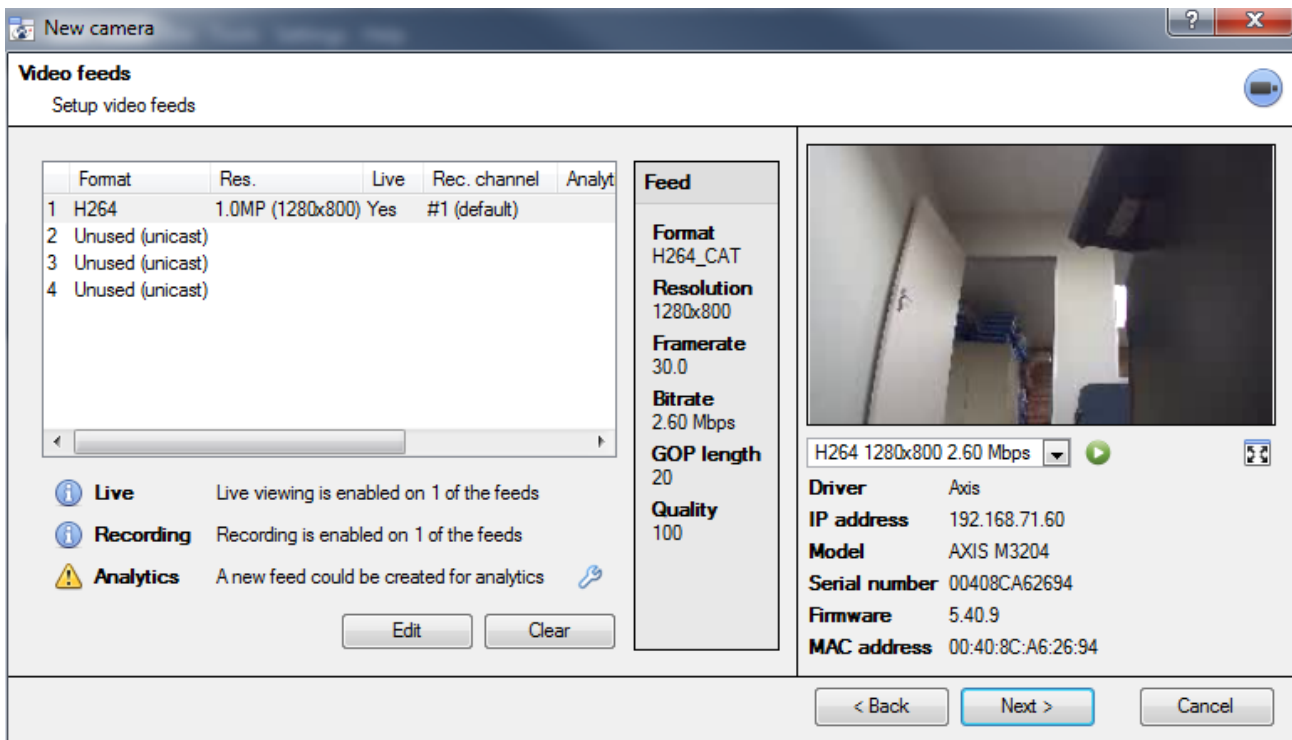 New camera
?
X
Video feeds
Setup video feeds
Format Res. Live Rec. channel Analyti
1 H264 1.0MP (1280x800) Yes #1 (default)
2 Unused (unicast)
3 Unused (unicast)
4 Unused (unicast)
Live Live viewing is enabled on 1 of the feeds
Recording Recording is enabled on 1 of the feeds
Analytics A new feed could be created for analytics
Edit Clear
Feed
Format
H264_CAT
Resolution
1280x800
Framerate
30.0
Bitrate
2.60 Mbps
GOP length
20
Quality
100
H264 1280x800 2.60 Mbps
Driver Axis
IP address 192.168.71.60
Model AXIS M3204
Serial number 00408CA62694
Firmware 5.40.9
MAC address 00:40:8C:A6:26:94
< Back Next > Cancel